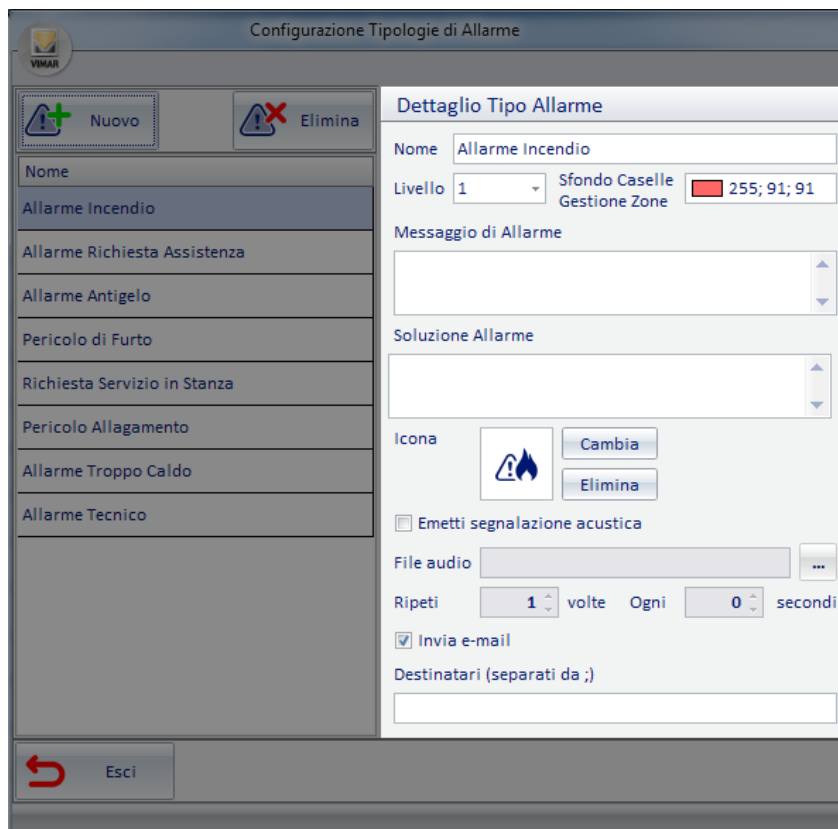 Configurazione Tipologie di Allarme
VIMAR
Nuovo
Elimina
Nome
Allarme Incendio
Allarme Richiesta Assistenza
Allarme Antigelo
Pericolo di Furto
Richiesta Servizio in Stanza
Pericolo Allagamento
Allarme Troppo Caldo
Allarme Tecnico
Esci
Dettaglio Tipo Allarme
Nome Allarme Incendio
Livello 1 Sfondo Caselle Gestione Zone 255; 91; 91
Messaggio di Allarme
Soluzione Allarme
Icona
Cambia
Elimina
Emetti segnalazione acustica
File audio ...
Ripeti 1 volte Ogni 0 secondi
Invia e-mail
Destinatari (separati da ;)